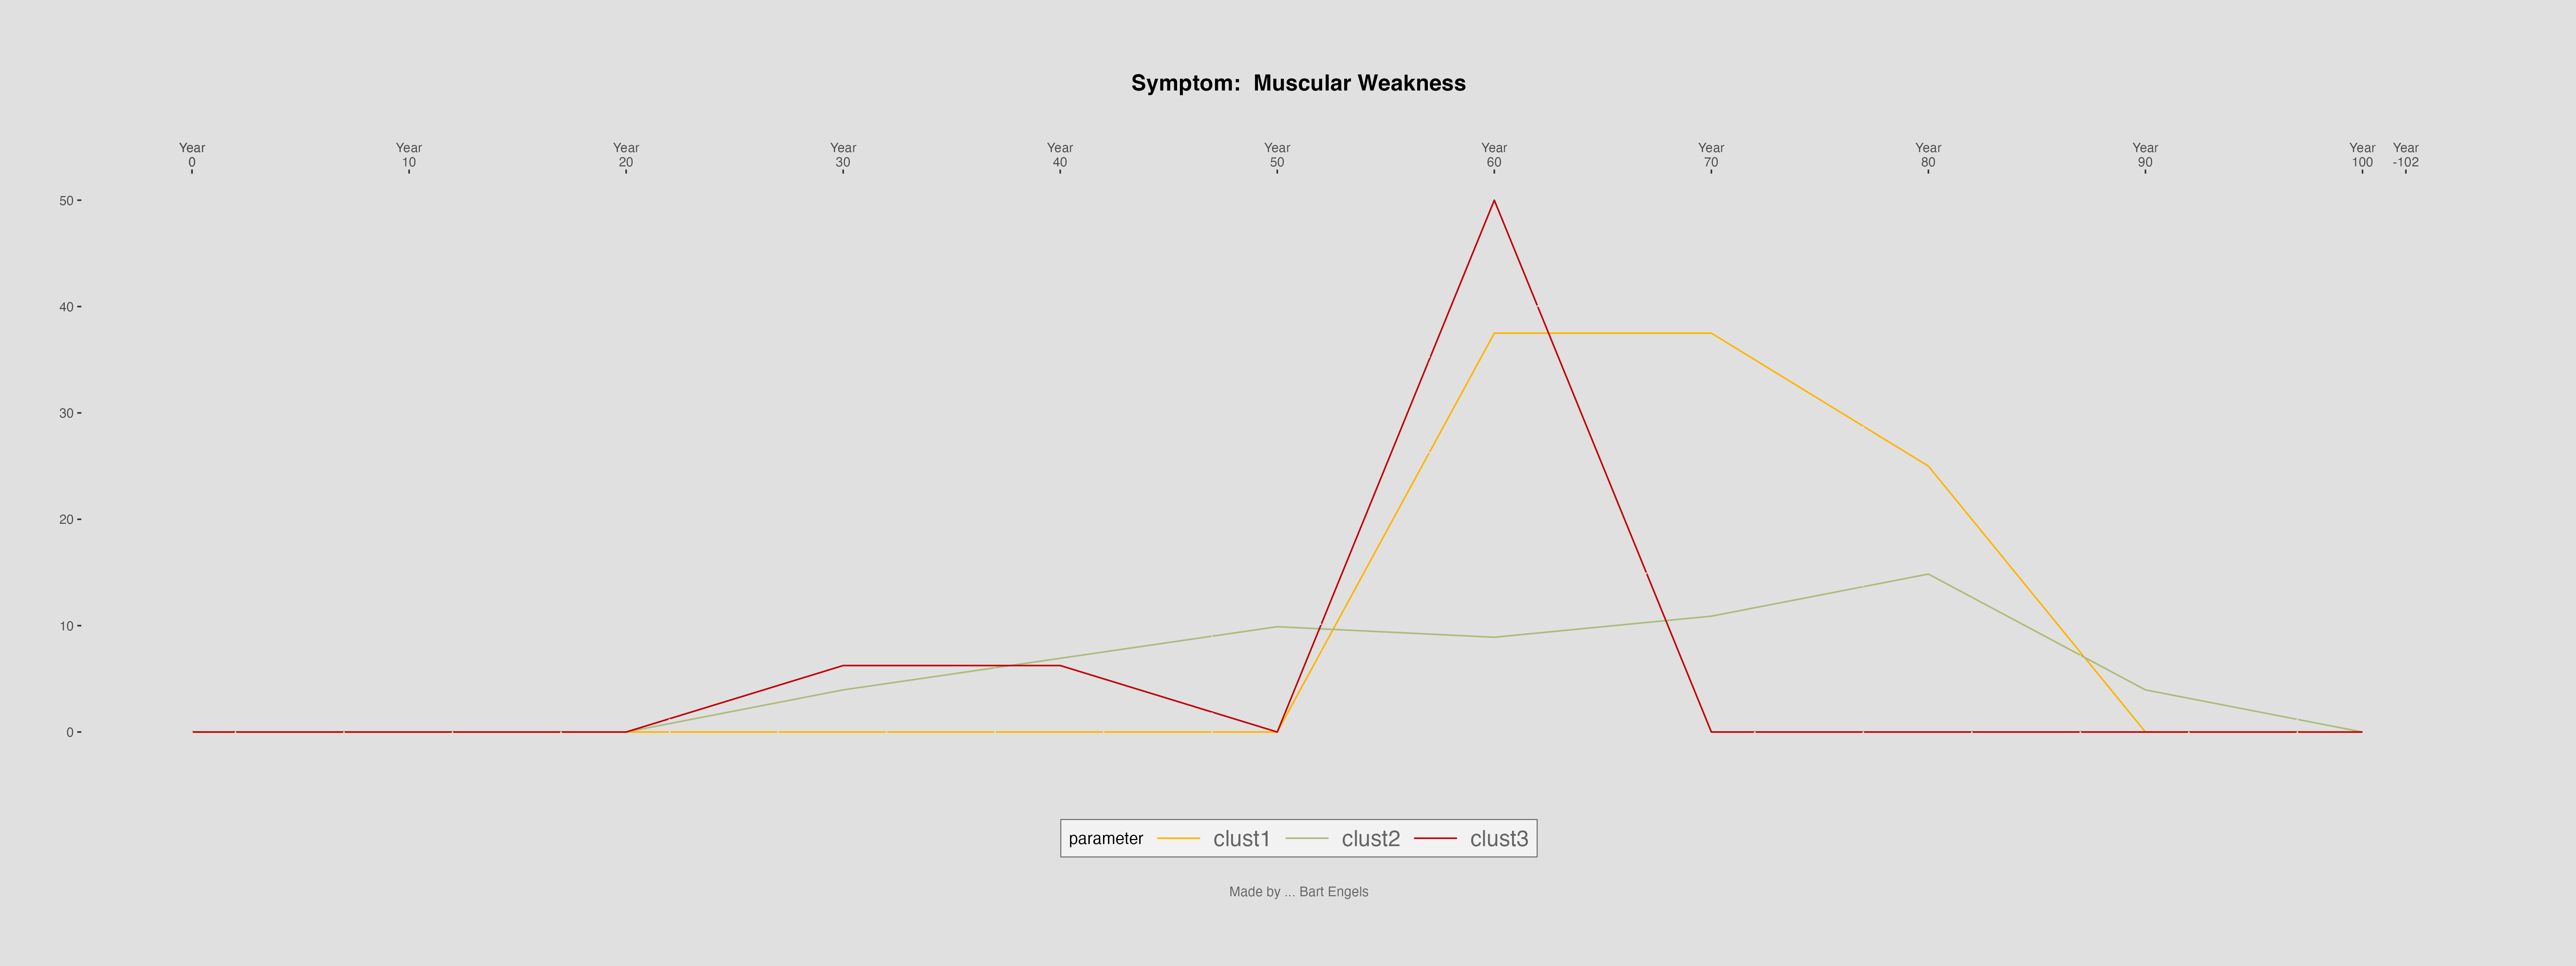 Symptom:  Muscular Weakness
Year Year Year Year Year Year Year Year Year Year Year Year
0 10 20 30 40 50 60 70 80 90 100 -102
50
40
30
20
10
0
parameter clust1 clust2 clust3
Made by ... Bart Engels